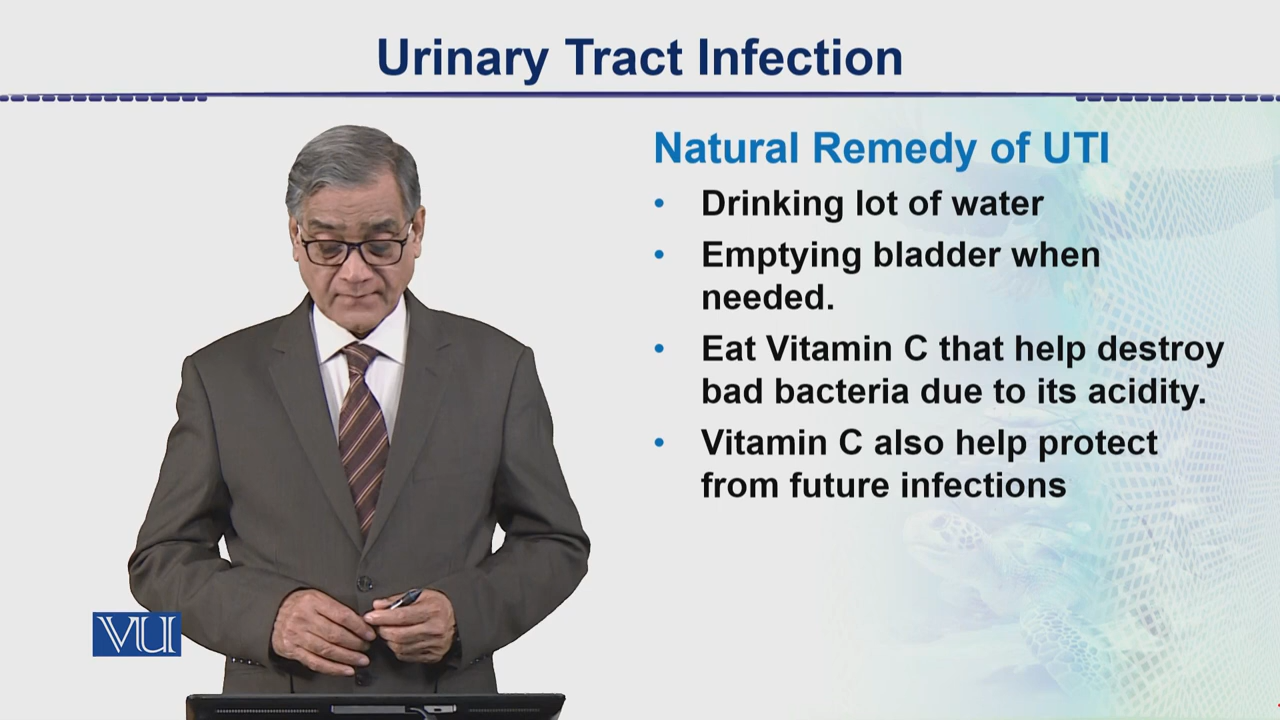 Urinary Tract Infection
Natural Remedy of UTI
• Drinking lot of water
• Emptying bladder when
needed.
• Eat Vitamin C that help destroy
bad bacteria due to its acidity.
• Vitamin C also help protect
from future infections
VU